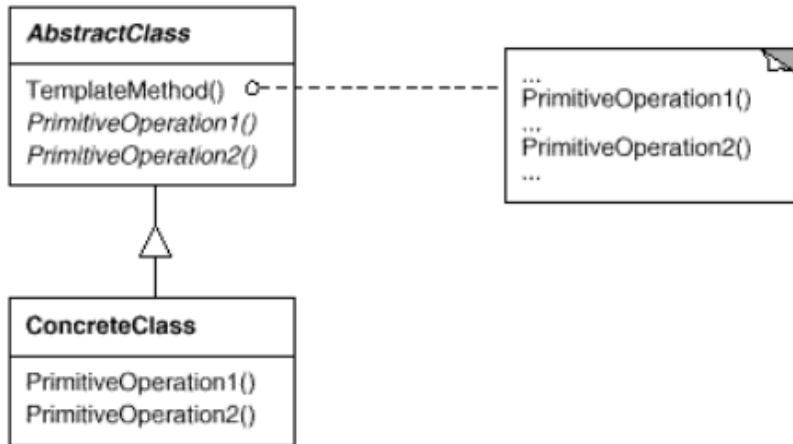 AbstractClass
TemplateMethod()
PrimitiveOperation1()
PrimitiveOperation2()
...
PrimitiveOperation1()
...
PrimitiveOperation2()
...
ConcreteClass
PrimitiveOperation1()
PrimitiveOperation2()